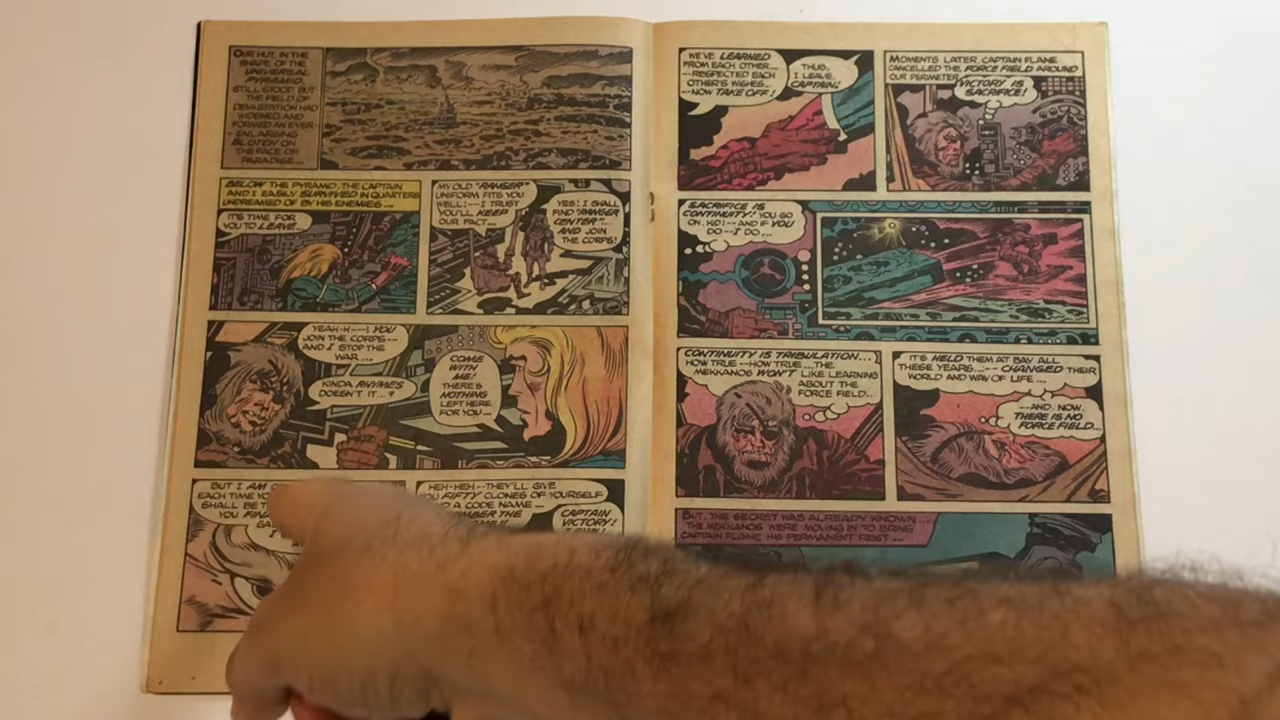 OUR HUT, IN THE
SHAPE OF THE
UNIVERSAL
PYRAMID,
STILL STOOD, BUT
THE FIELD OF
DEVASTATION HAD
WIDENED, AND
FORMED AN EVER-
-ENLARGING
BLOTCH ON
THE FACE OF
PARADISE...
BELOW THE PYRAMID, THE CAPTAIN
AND I EASILY SURVIVED IN QUARTERS
UNDREAMED OF BY HIS ENEMIES...
IT'S TIME FOR
YOU TO LEAVE...
MY OLD "RANGER"
UNIFORM FITS YOU
WELL!--I TRUST
YOU'LL KEEP
OUR PACT...
YES! I SHALL
FIND "RANGER
CENTER"--
AND JOIN
THE CORPS!
YEAH-H---! YOU
JOIN THE CORPS--
AND I STOP THE
WAR...
KINDA RHYMES
DOESN'T IT...?
COME
WITH
ME!
THERE'S
NOTHING
LEFT HERE
FOR YOU...
BUT I AM
EACH TIME
SHALL BE
YOU
HEH-HEH--THEY'LL GIVE
FIFTY CLONES OF YOURSELF
A CODE NAME...
THE
CAPTAIN
VICTORY!
WE'VE LEARNED
FROM EACH OTHER...
--RESPECTED EACH
OTHER'S WISHES...
--NOW TAKE OFF!
THUS,
I LEAVE,
CAPTAIN!
MOMENTS LATER, CAPTAIN FLANE
CANCELLED THE FORCE FIELD AROUND
OUR PERIMETER...
VICTORY IS
SACRIFICE!
SACRIFICE IS
CONTINUITY! YOU GO
ON, KID!--AND IF YOU
DO--I DO...
CONTINUITY IS TRIBULATION...
HOW TRUE--HOW TRUE...THE
MEKKANOS WON'T LIKE LEARNING
ABOUT THE
FORCE FIELD...
IT'S HELD THEM AT BAY ALL
THESE YEARS...--CHANGED THEIR
WORLD AND WAY OF LIFE...
--AND, NOW,
THERE IS NO
FORCE FIELD...
BUT, THE SECRET WAS ALREADY KNOWN...
THE MEKKANOS WERE MOVING IN TO BRING
CAPTAIN FLANE HIS PERMANENT REST...